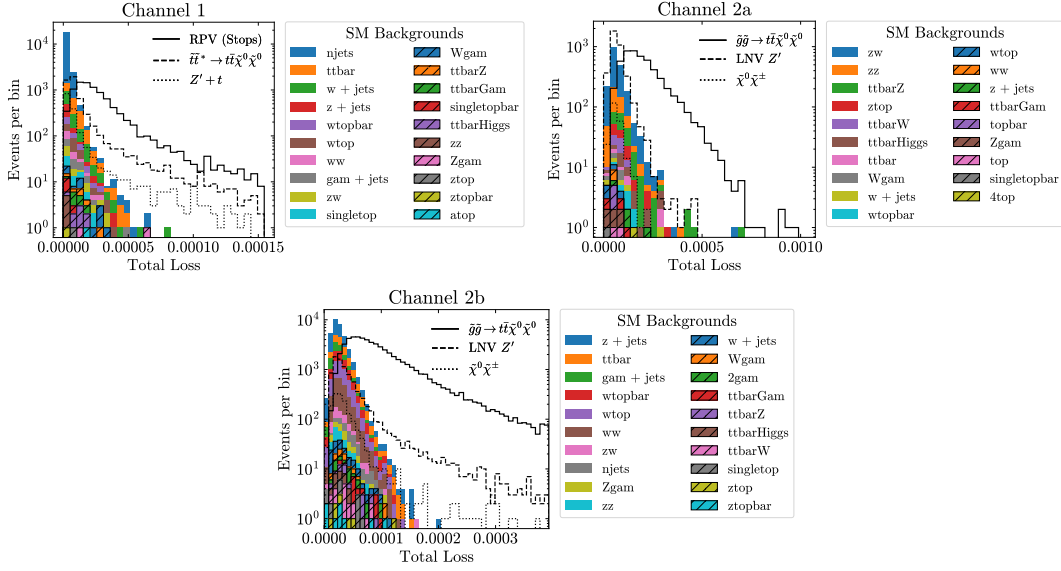 Channel 1
Events per bin
10⁴
10³
10²
10¹
10⁰
0.00000
0.00005
0.00010
0.00015
Total Loss
RPV (Stops)
t̃t̃* → tt̄χ̃⁰χ̃⁰
Z′ + t
SM Backgrounds
njets
ttbar
w + jets
z + jets
wtopbar
wtop
ww
gam + jets
zw
singletop
Wgam
ttbarZ
ttbarGam
singletopbar
ttbarHiggs
zz
Zgam
ztop
ztopbar
atop
Channel 2a
Events per bin
10³
10²
10¹
10⁰
0.0000
0.0005
0.0010
Total Loss
g̃g̃ → tt̄χ̃⁰χ̃⁰
LNV Z′
χ̃⁰χ̃±
SM Backgrounds
zw
zz
ttbarZ
ztop
ttbarW
ttbarHiggs
ttbar
Wgam
w + jets
wtopbar
wtop
ww
z + jets
ttbarGam
topbar
Zgam
top
singletopbar
4top
Channel 2b
Events per bin
10⁴
10³
10²
10¹
10⁰
0.0000
0.0001
0.0002
0.0003
Total Loss
g̃g̃ → tt̄χ̃⁰χ̃⁰
LNV Z′
χ̃⁰χ̃±
SM Backgrounds
z + jets
ttbar
gam + jets
wtopbar
wtop
ww
zw
njets
Zgam
zz
w + jets
Wgam
2gam
ttbarGam
ttbarZ
ttbarHiggs
ttbarW
singletop
ztop
ztopbar